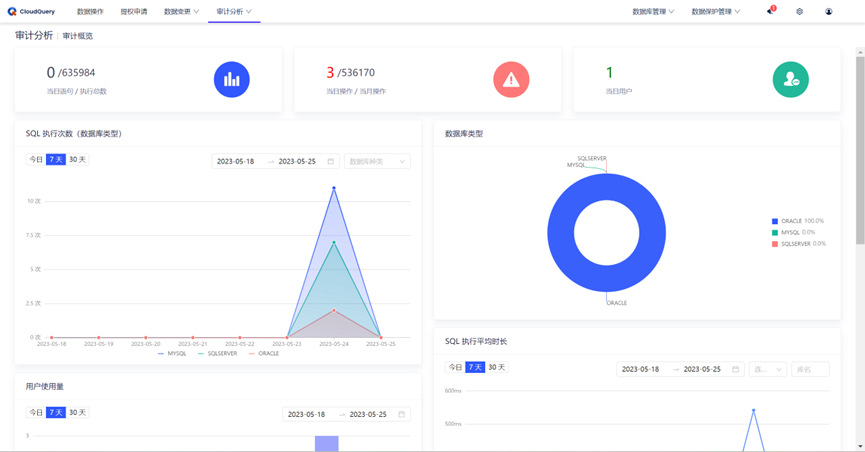 CloudQuery 数据操作 提权申请 数据变更 审计分析 数据库管理 数据保护管理 1
审计分析 | 审计概览
0 /635984
当日语句 / 执行总数
3 /536170
当日操作 / 当月操作
1
当日用户
SQL 执行次数（数据库类型）
今日 7 天 30 天 2023-05-18 → 2023-05-25 数据库种类
10 次
7.5 次
5 次
2.5 次
0 次
2023-05-18 2023-05-19 2023-05-20 2023-05-21 2023-05-22 2023-05-23 2023-05-24 2023-05-25
MYSQL SQLSERVER ORACLE
数据库类型
SQLSERVER
MYSQL
ORACLE
ORACLE 100.0%
MYSQL 0.0%
SQLSERVER 0.0%
用户使用量
今日 7 天 30 天 2023-05-18 → 2023-05-25
3
SQL 执行平均时长
今日 7 天 30 天 2023-05-18 → 2023-05-25 库名
600ms
500ms